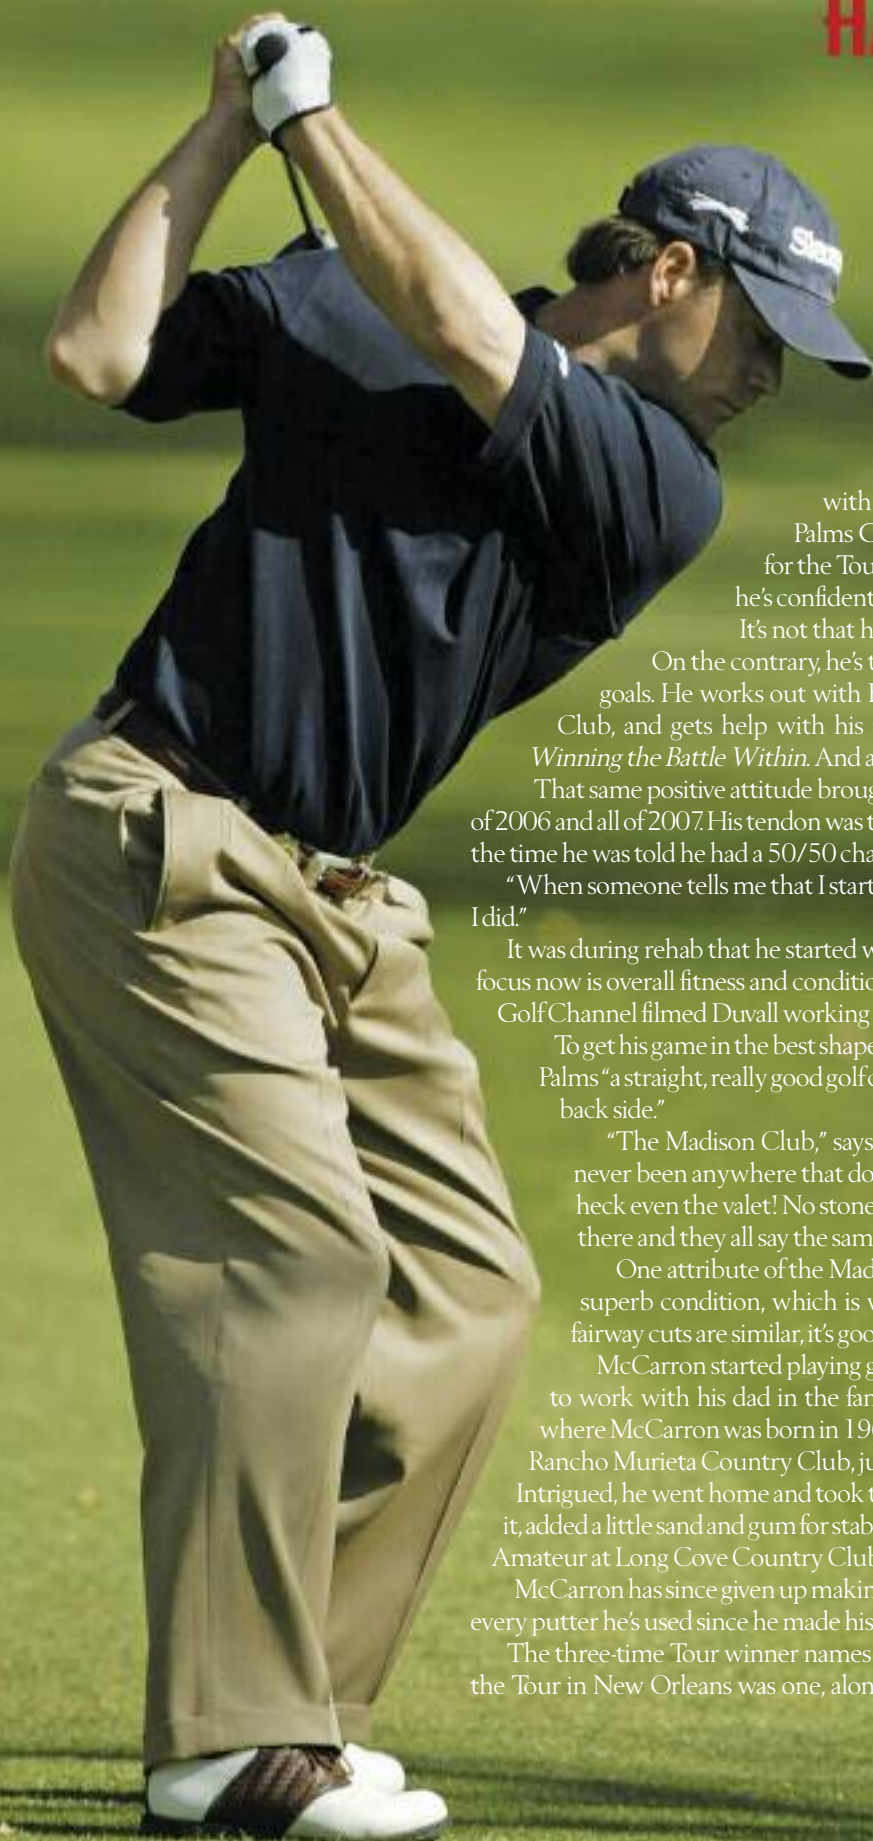 HA
Slaz
with
Palms C
for the Tou
he's confident
It's not that h
On the contrary, he's t
goals. He works out with
Club, and gets help with his
Winning the Battle Within. And a
That same positive attitude broug
of 2006 and all of 2007. His tendon was t
the time he was told he had a 50/50 cha
“When someone tells me that I start
I did.”
It was during rehab that he started w
focus now is overall fitness and conditio
Golf Channel filmed Duvall working
To get his game in the best shape
Palms “a straight, really good golf c
back side.”
“The Madison Club,” says
never been anywhere that do
heck even the valet! No stone
there and they all say the sam
One attribute of the Mad
superb condition, which is v
fairway cuts are similar, it's goo
McCarron started playing g
to work with his dad in the fam
where McCarron was born in 196
Rancho Murieta Country Club, ju
Intrigued, he went home and took t
it, added a little sand and gum for stab
Amateur at Long Cove Country Club
McCarron has since given up makin
every putter he's used since he made his
The three-time Tour winner names
the Tour in New Orleans was one, alon